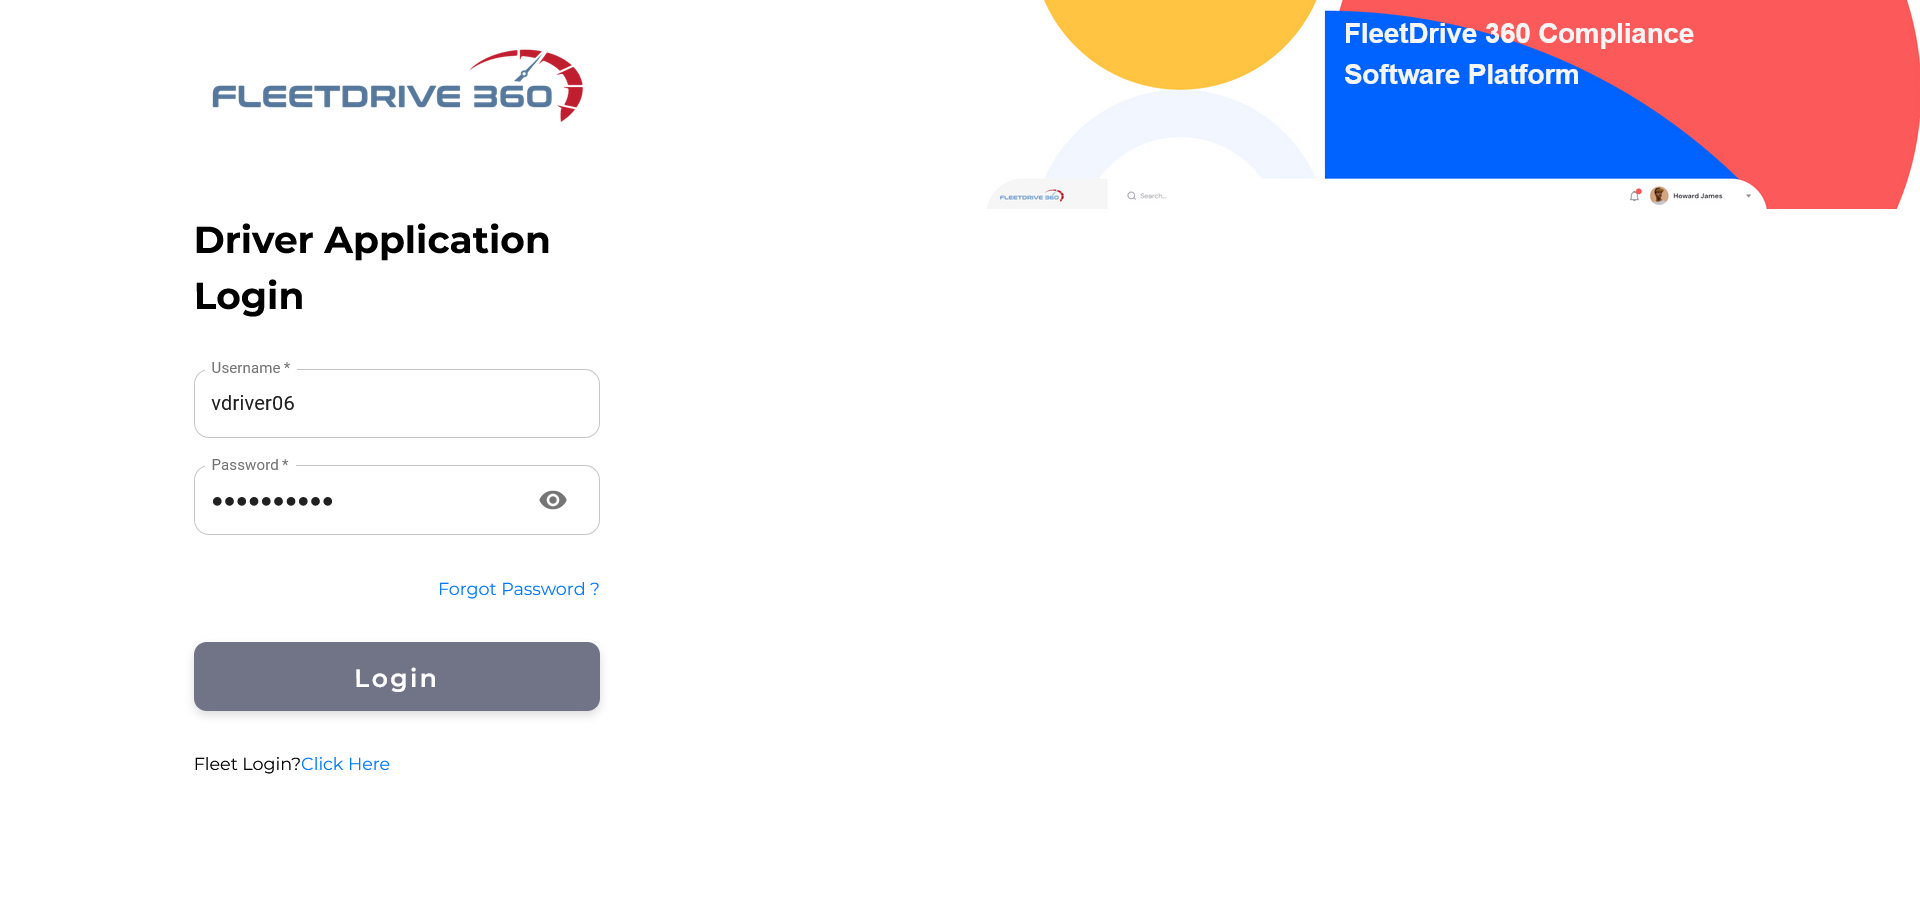 FLEETDRIVE 360
Driver Application
Login
Username *
vdriver06
Password *
Forgot Password ?
Login
Fleet Login?Click Here
FleetDrive 360 Compliance
Software Platform
FLEETDRIVE 360
Search...
Howard James